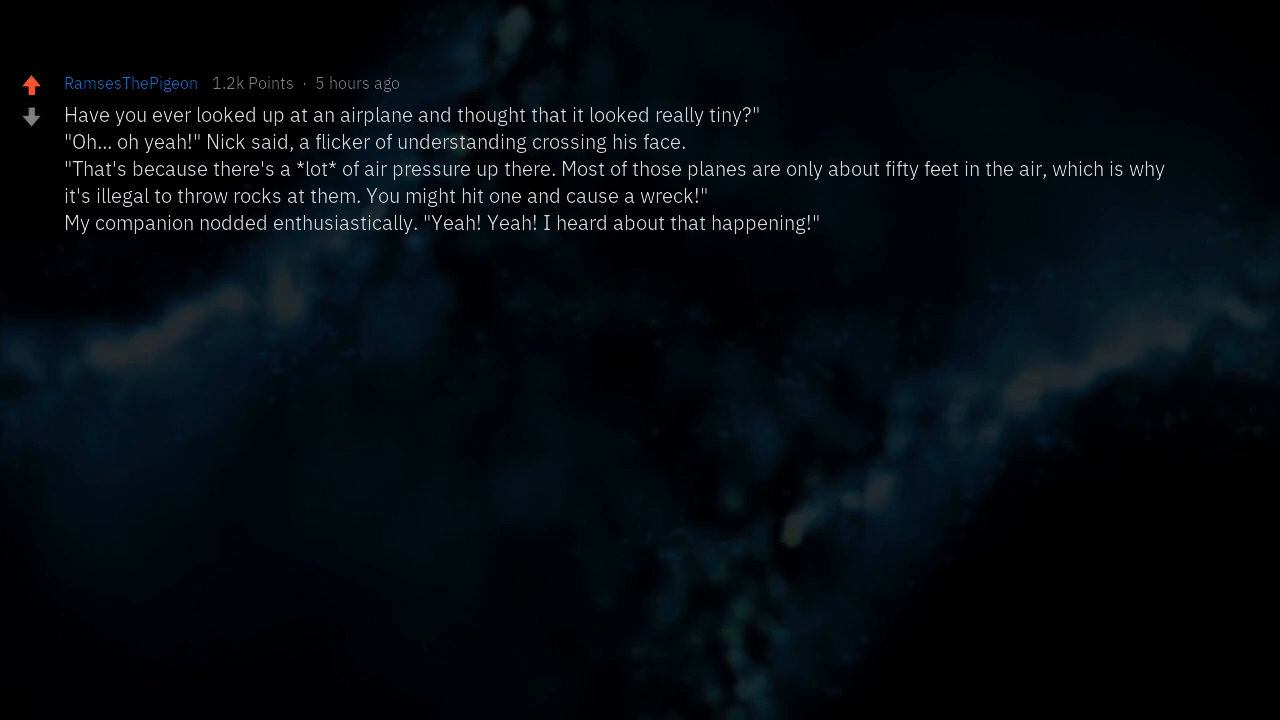 RamsesThePigeon 1.2k Points · 5 hours ago
Have you ever looked up at an airplane and thought that it looked really tiny?"
"Oh... oh yeah!" Nick said, a flicker of understanding crossing his face.
"That's because there's a *lot* of air pressure up there. Most of those planes are only about fifty feet in the air, which is why
it's illegal to throw rocks at them. You might hit one and cause a wreck!"
My companion nodded enthusiastically. "Yeah! Yeah! I heard about that happening!"